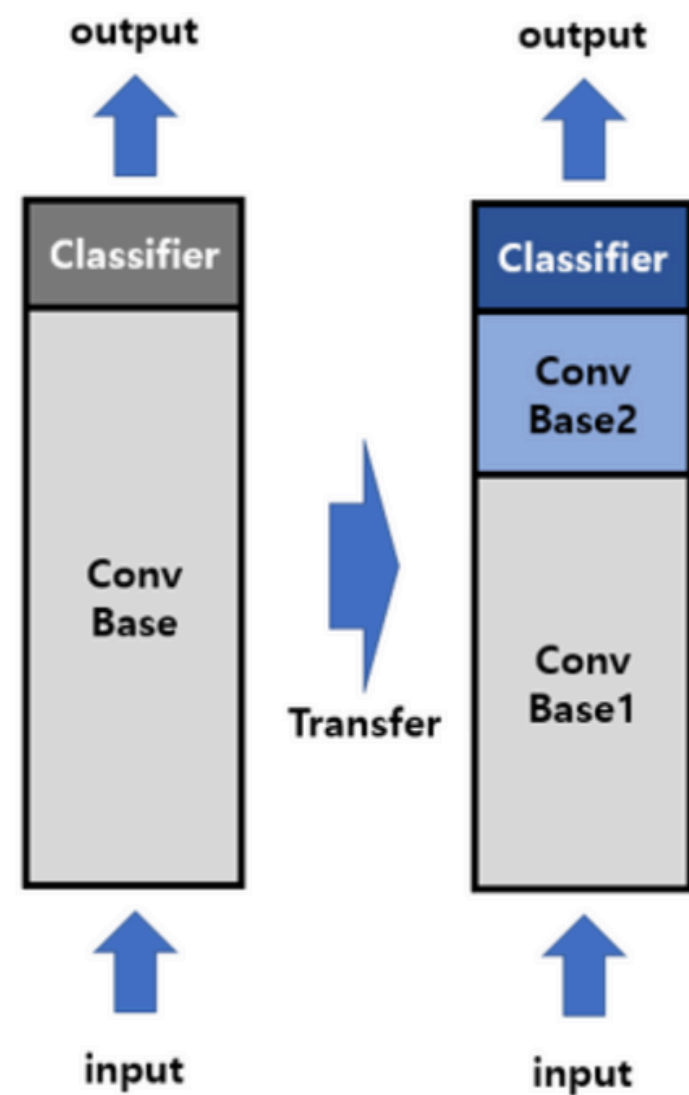 output
Classifier
Conv
Base
input
Transfer
output
Classifier
Conv
Base2
Conv
Base1
input